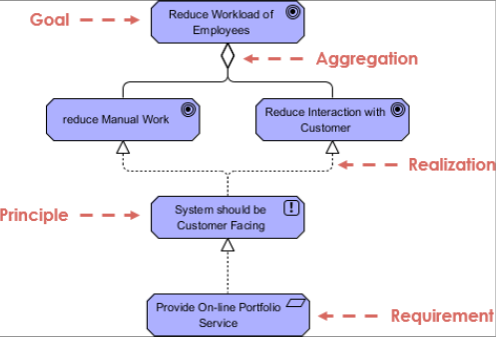 Goal
Reduce Workload of
Employees
Aggregation
reduce Manual Work
Reduce Interaction with
Customer
Realization
Principle
System should be
Customer Facing
!
Provide On-line Portfolio
Service
Requirement